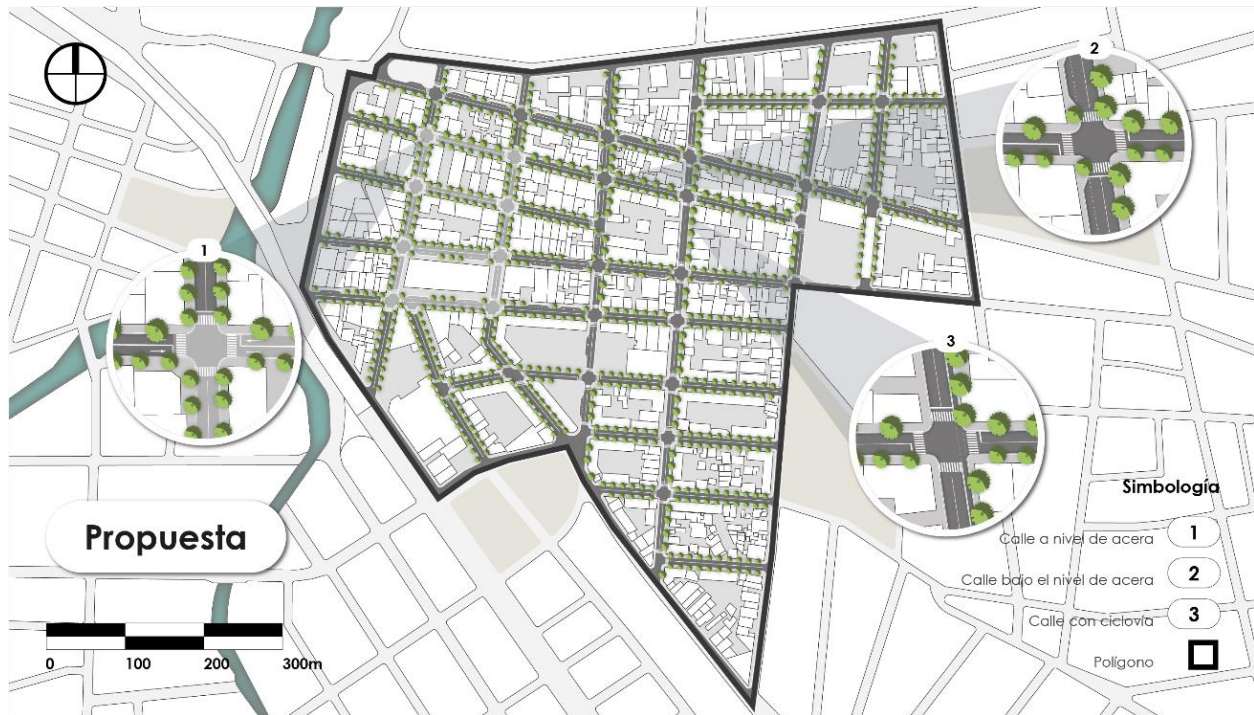 2
1
3
Simbología
Propuesta
Calle a nivel de acera 1
Calle bajo el nivel de acera 2
Calle con ciclovía 3
Polígono
0 100 200 300m